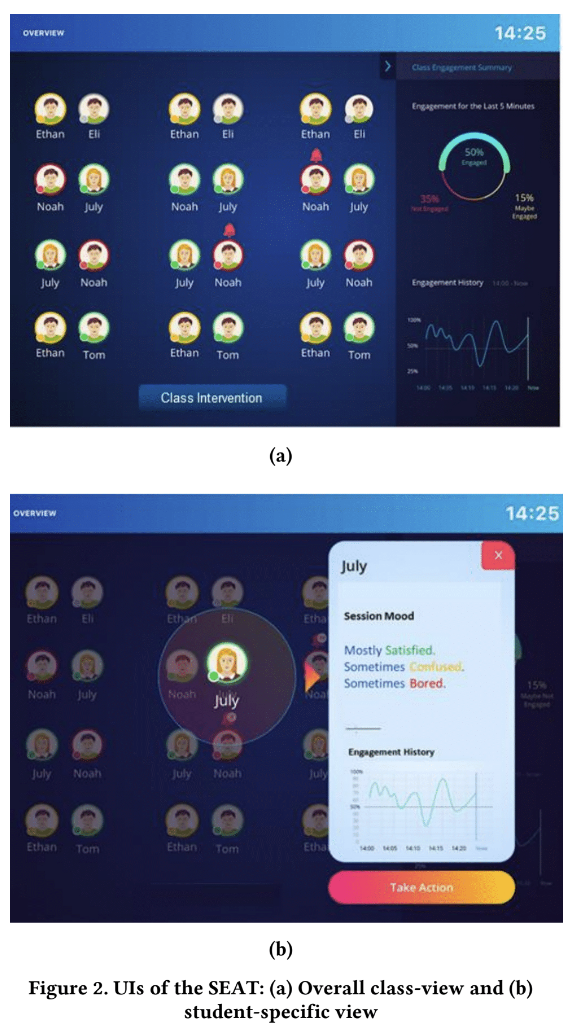 OVERVIEW
14:25
Class Engagement Summary
Ethan Eli Ethan Eli Ethan Eli
Engagement for the Last 5 Minutes
50%
Engaged
Noah July Noah July Noah July
35%
Not Engaged
15%
Maybe
Engaged
July Noah July Noah July Noah
Engagement History 14:00 - Now
100%
50%
25%
14:00 14:05 14:10 14:15 14:20 Now
Ethan Tom Ethan Tom Ethan Tom
Class Intervention
(a)
OVERVIEW
14:25
July
X
Ethan Eli Ethan Eli Ethan
Session Mood
Mostly Satisfied.
Sometimes Confused.
Sometimes Bored.
Noah July Noah July Noah
15%
Maybe Not
Engaged
July Noah July Noah July
Engagement History
100%
50%
14:00 14:05 14:10 14:15 14:20 Now
Ethan Tom Ethan Tom Ethan
Take Action
(b)
Figure 2. UIs of the SEAT: (a) Overall class-view and (b)
student-specific view